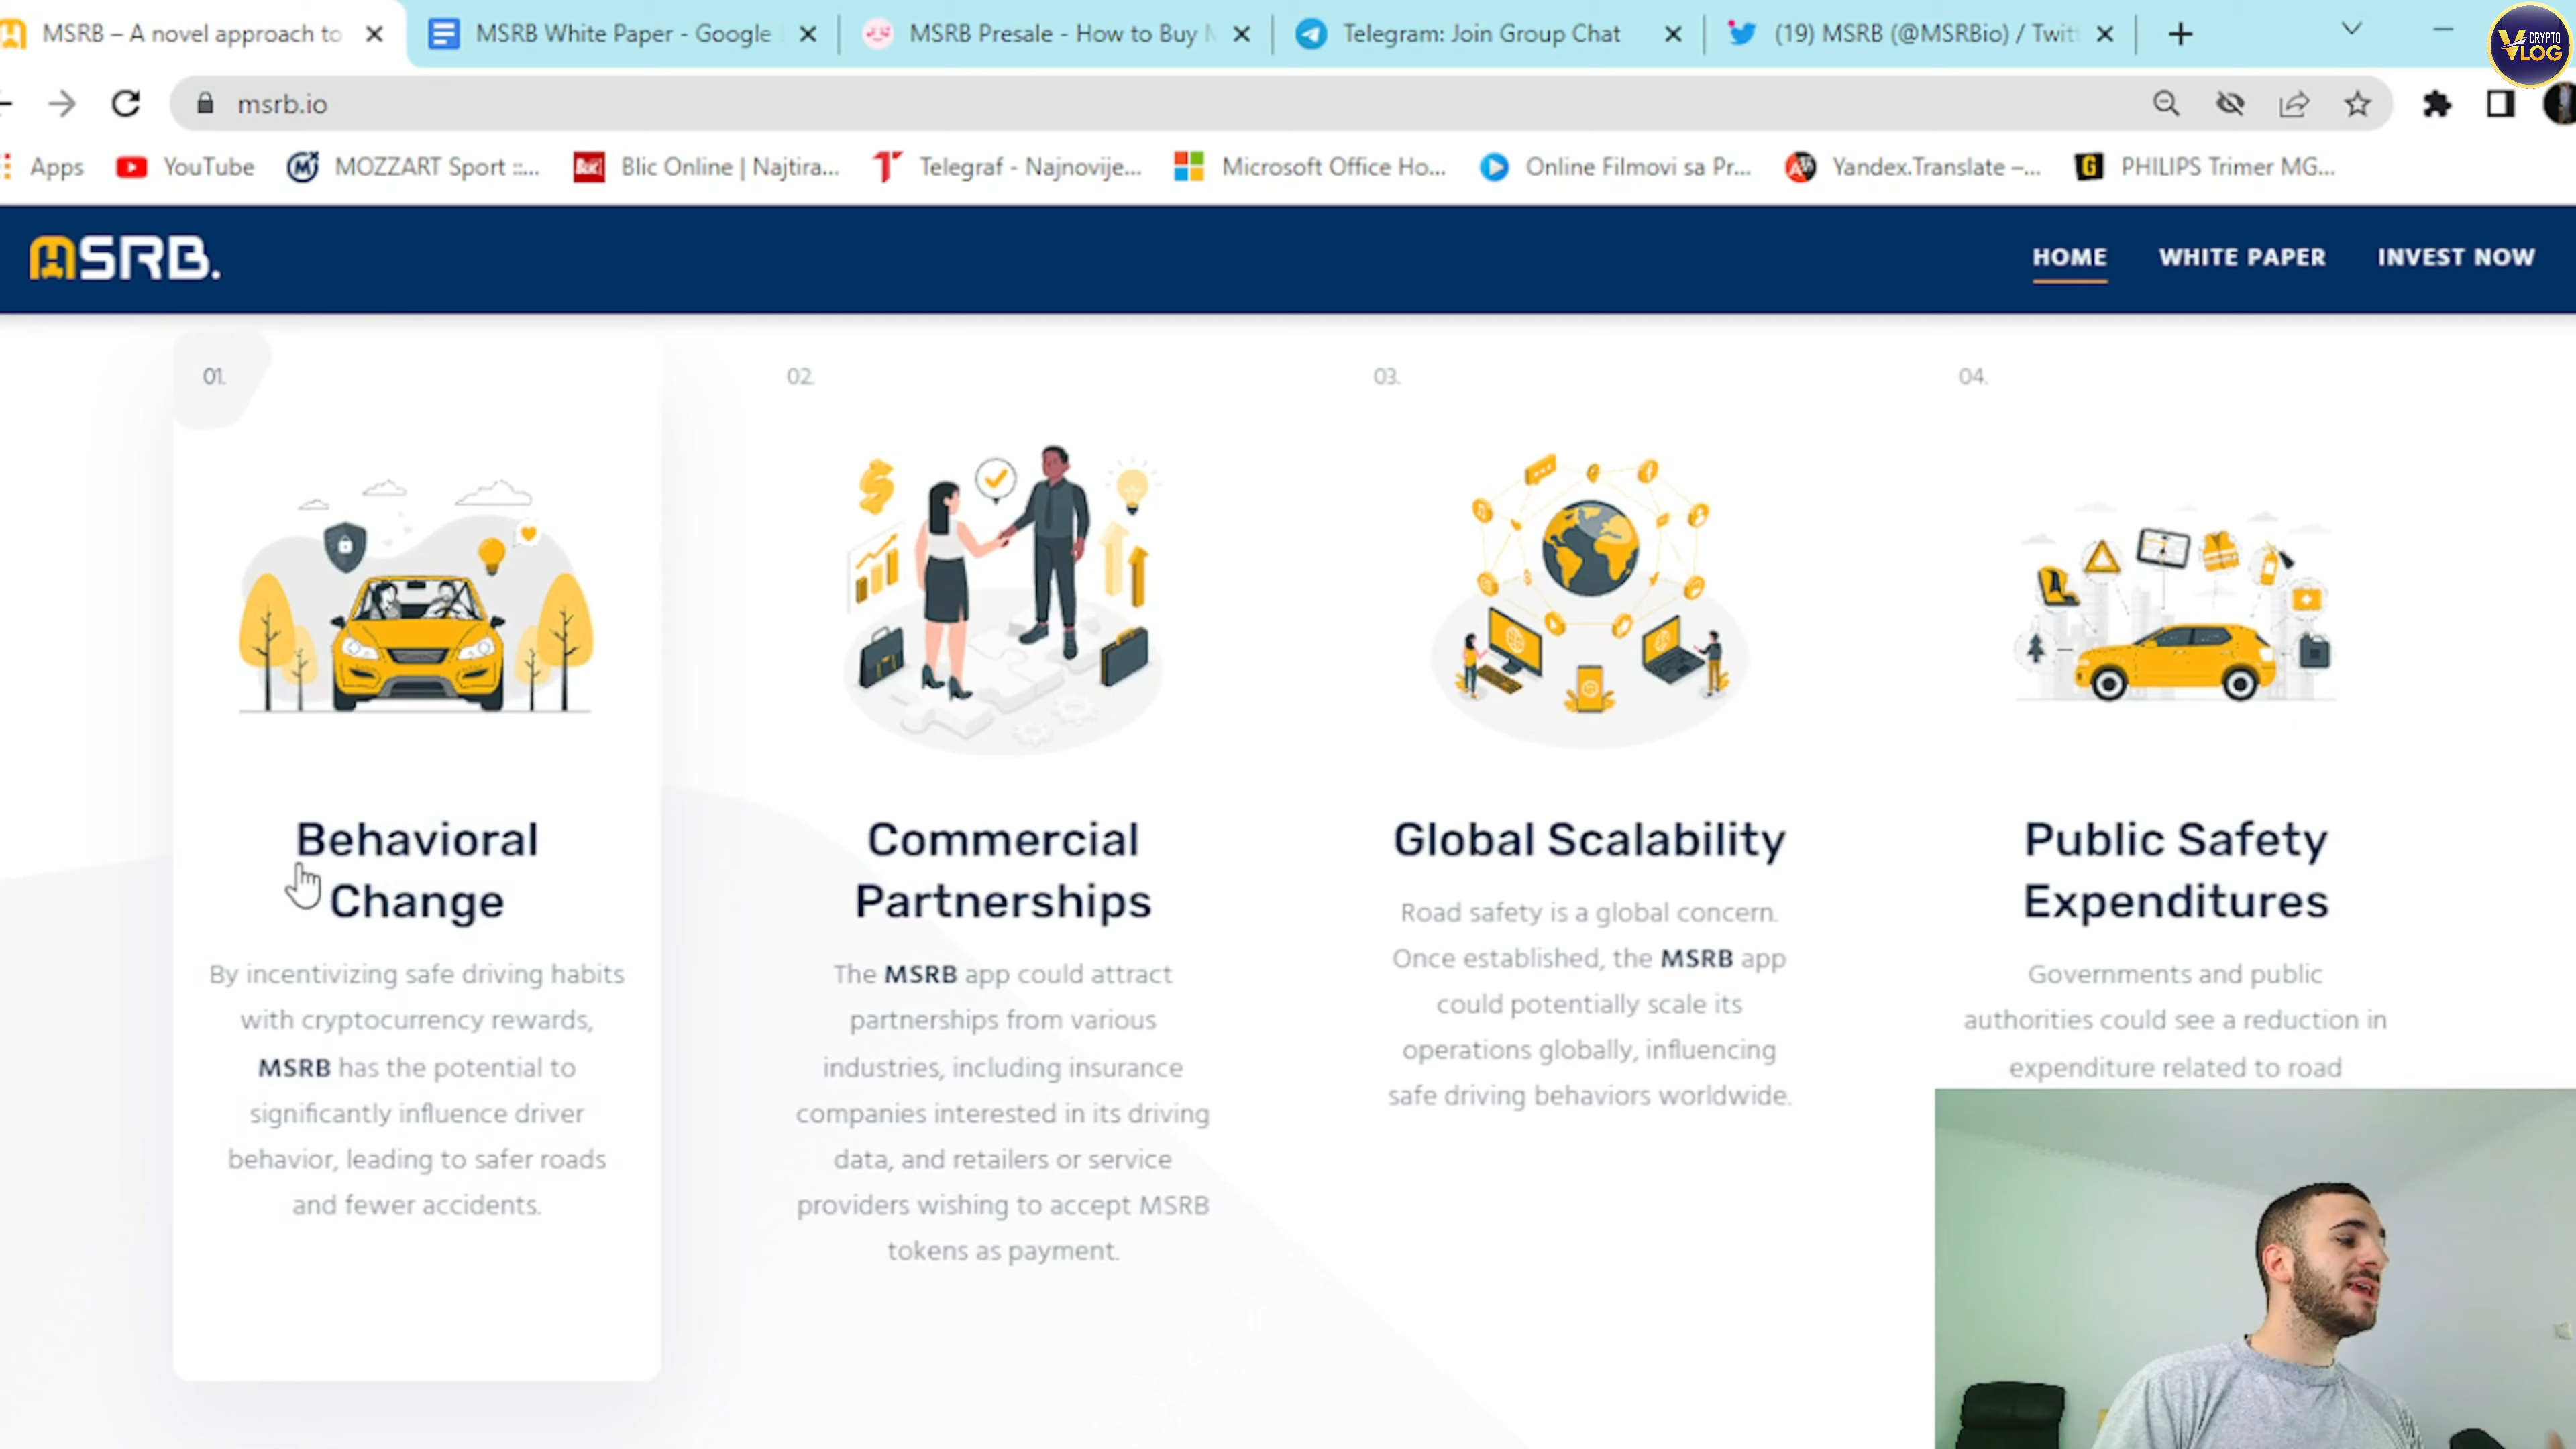 MSRB – A novel approach to
MSRB White Paper - Google
MSRB Presale - How to Buy
Telegram: Join Group Chat
(19) MSRB (@MSRBio) / Twit
CRYPTO
VLOG
msrb.io
Apps
YouTube
MOZZART Sport ::...
Blic Online | Najtira...
Telegraf - Najnovije...
Microsoft Office Ho...
Online Filmovi sa Pr...
Yandex.Translate –...
PHILIPS Trimer MG...
MSRB.
HOME
WHITE PAPER
INVEST NOW
01.
Behavioral
Change
By incentivizing safe driving habits
with cryptocurrency rewards,
MSRB has the potential to
significantly influence driver
behavior, leading to safer roads
and fewer accidents.
02.
Commercial
Partnerships
The MSRB app could attract
partnerships from various
industries, including insurance
companies interested in its driving
data, and retailers or service
providers wishing to accept MSRB
tokens as payment.
03.
Global Scalability
Road safety is a global concern.
Once established, the MSRB app
could potentially scale its
operations globally, influencing
safe driving behaviors worldwide.
04.
Public Safety
Expenditures
Governments and public
authorities could see a reduction in
expenditure related to road